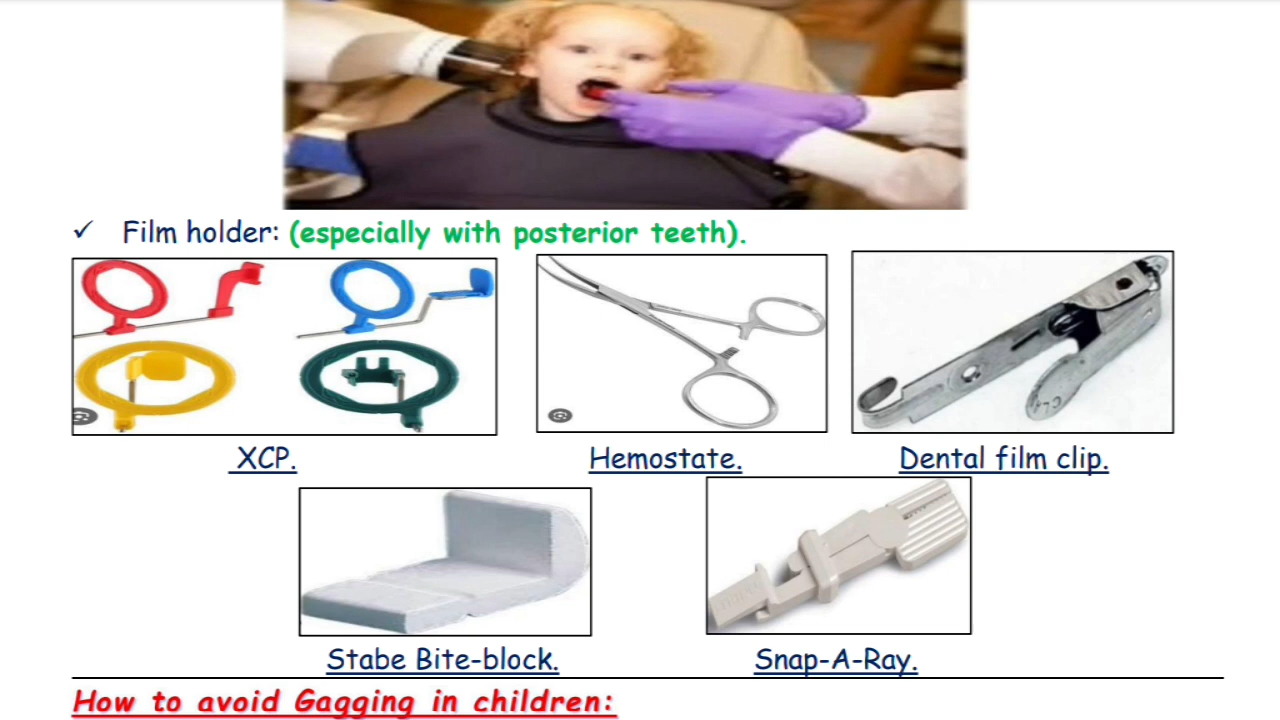 ✓ Film holder: (especially with posterior teeth).
XCP.
Hemostate.
Dental film clip.
Stabe Bite-block.
Snap-A-Ray.
How to avoid Gagging in children: